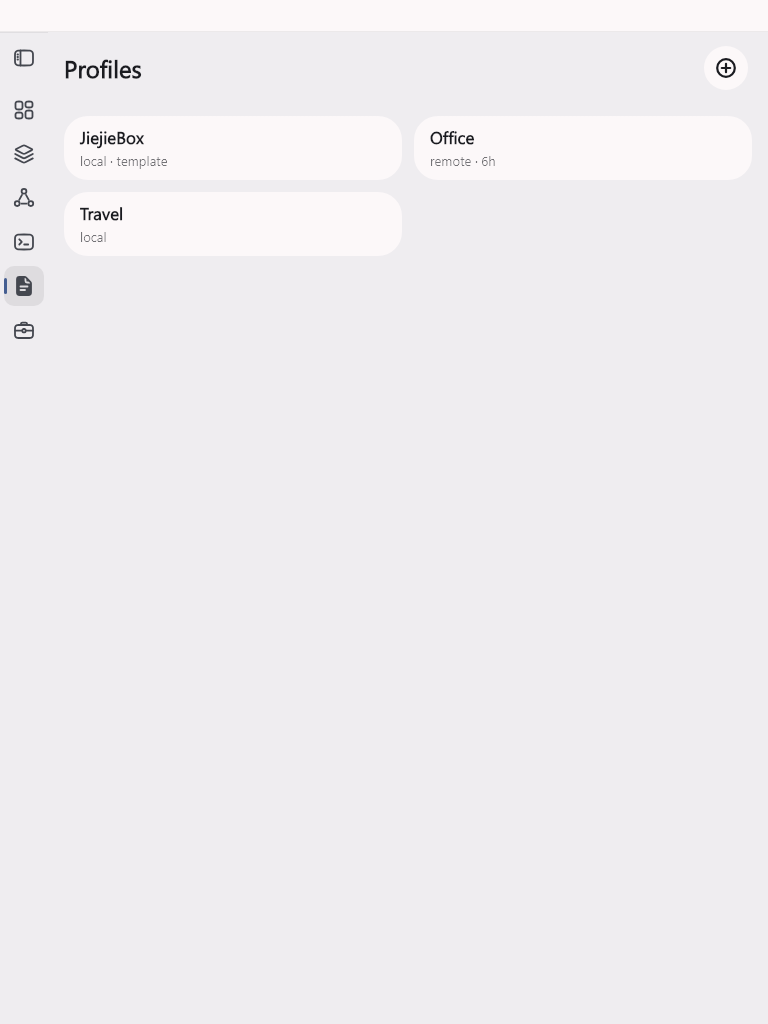 Profiles
JiejieBox
local · template
Office
remote · 6h
Travel
local